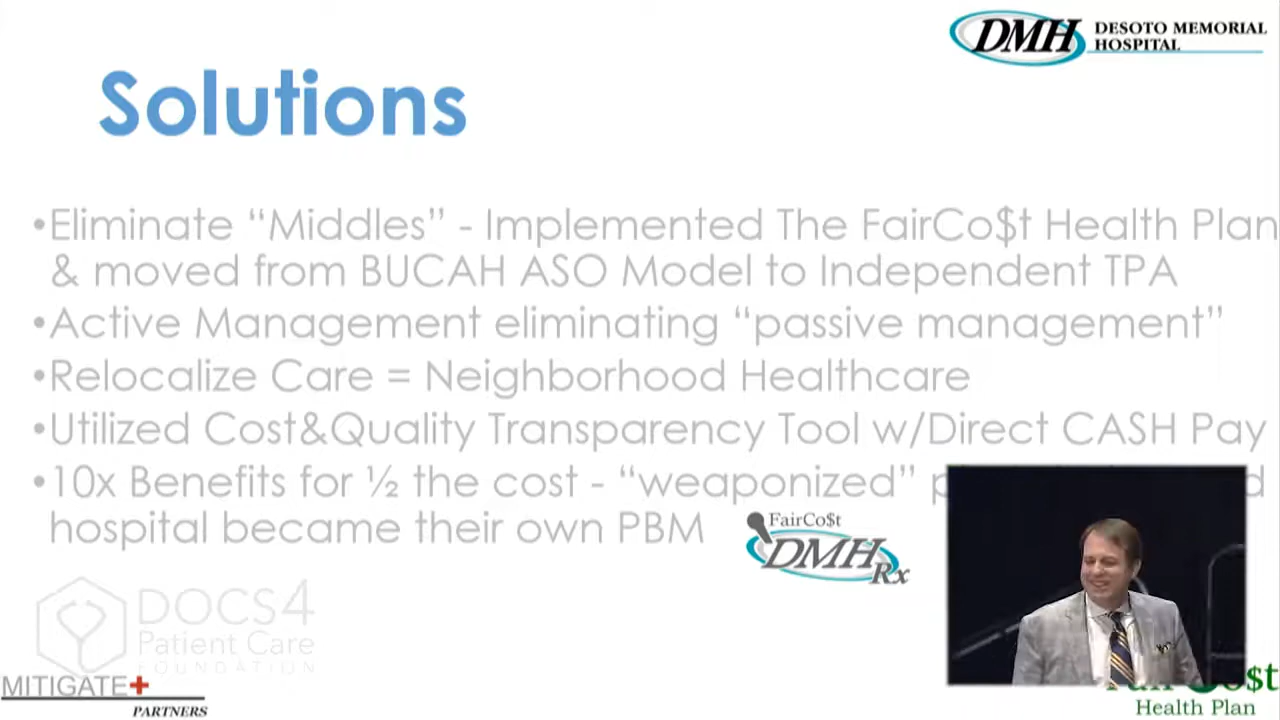 DMH DESOTO MEMORIAL
HOSPITAL
Solutions
•Eliminate “Middles” - Implemented The FairCo$t Health Plan
& moved from BUCAH ASO Model to Independent TPA
•Active Management eliminating “passive management”
•Relocalize Care = Neighborhood Healthcare
•Utilized Cost&Quality Transparency Tool w/Direct CASH Pay
•10x Benefits for ½ the cost - “weaponized”
hospital became their own PBM
FairCo$t
DMH Rx
DOCS4
Patient Care
FOUNDATION
MITIGATE+
PARTNERS
Health Plan